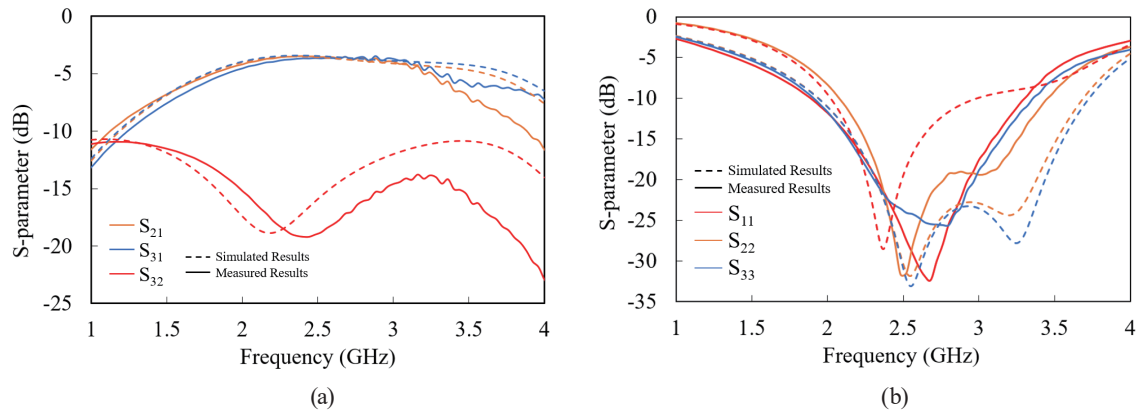 0
-5
-10
-15
-20
-25
S-parameter (dB)
S21
S31
S32
Simulated Results
Measured Results
1
1.5
2
2.5
3
3.5
4
Frequency (GHz)
(a)
0
-5
-10
-15
-20
-25
-30
-35
S-parameter (dB)
Simulated Results
Measured Results
S11
S22
S33
1
1.5
2
2.5
3
3.5
4
Frequency (GHz)
(b)